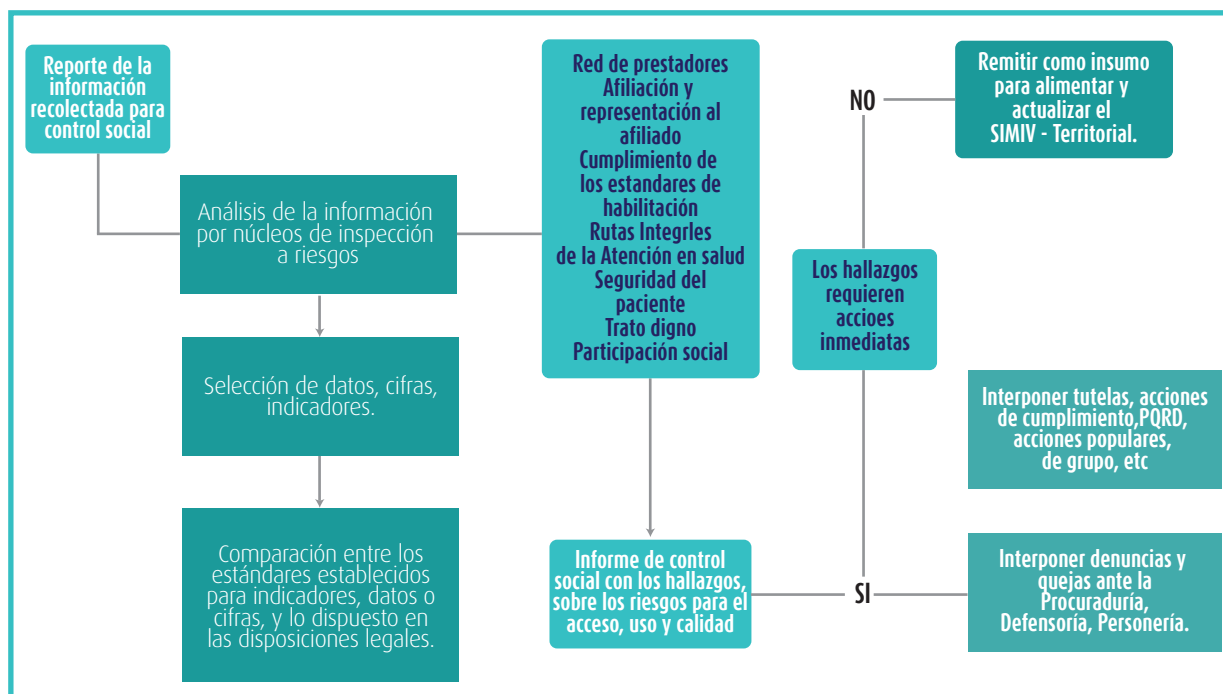 Reporte de la
información
recolectada para
control social
Análisis de la información
por núcleos de inspección
a riesgos
Selección de datos, cifras,
indicadores.
Comparación entre los
estándares establecidos
para indicadores, datos o
cifras, y lo dispuesto en
las disposiciones legales.
Red de prestadores
Afiliación y
representación al
afiliado
Cumplimiento de
los estandares de
habilitación
Rutas Integrles
de la Atención en salud
Seguridad del
paciente
Trato digno
Participación social
Informe de control
social con los hallazgos,
sobre los riesgos para el
acceso, uso y calidad
NO
Los hallazgos
requieren
accioes
inmediatas
SI
Remitir como insumo
para alimentar y
actualizar el
SIMIV - Territorial.
Interponer tutelas, acciones
de cumplimiento,PQRD,
acciones populares,
de grupo, etc
Interponer denuncias y
quejas ante la
Procuraduría,
Defensoría, Personería.